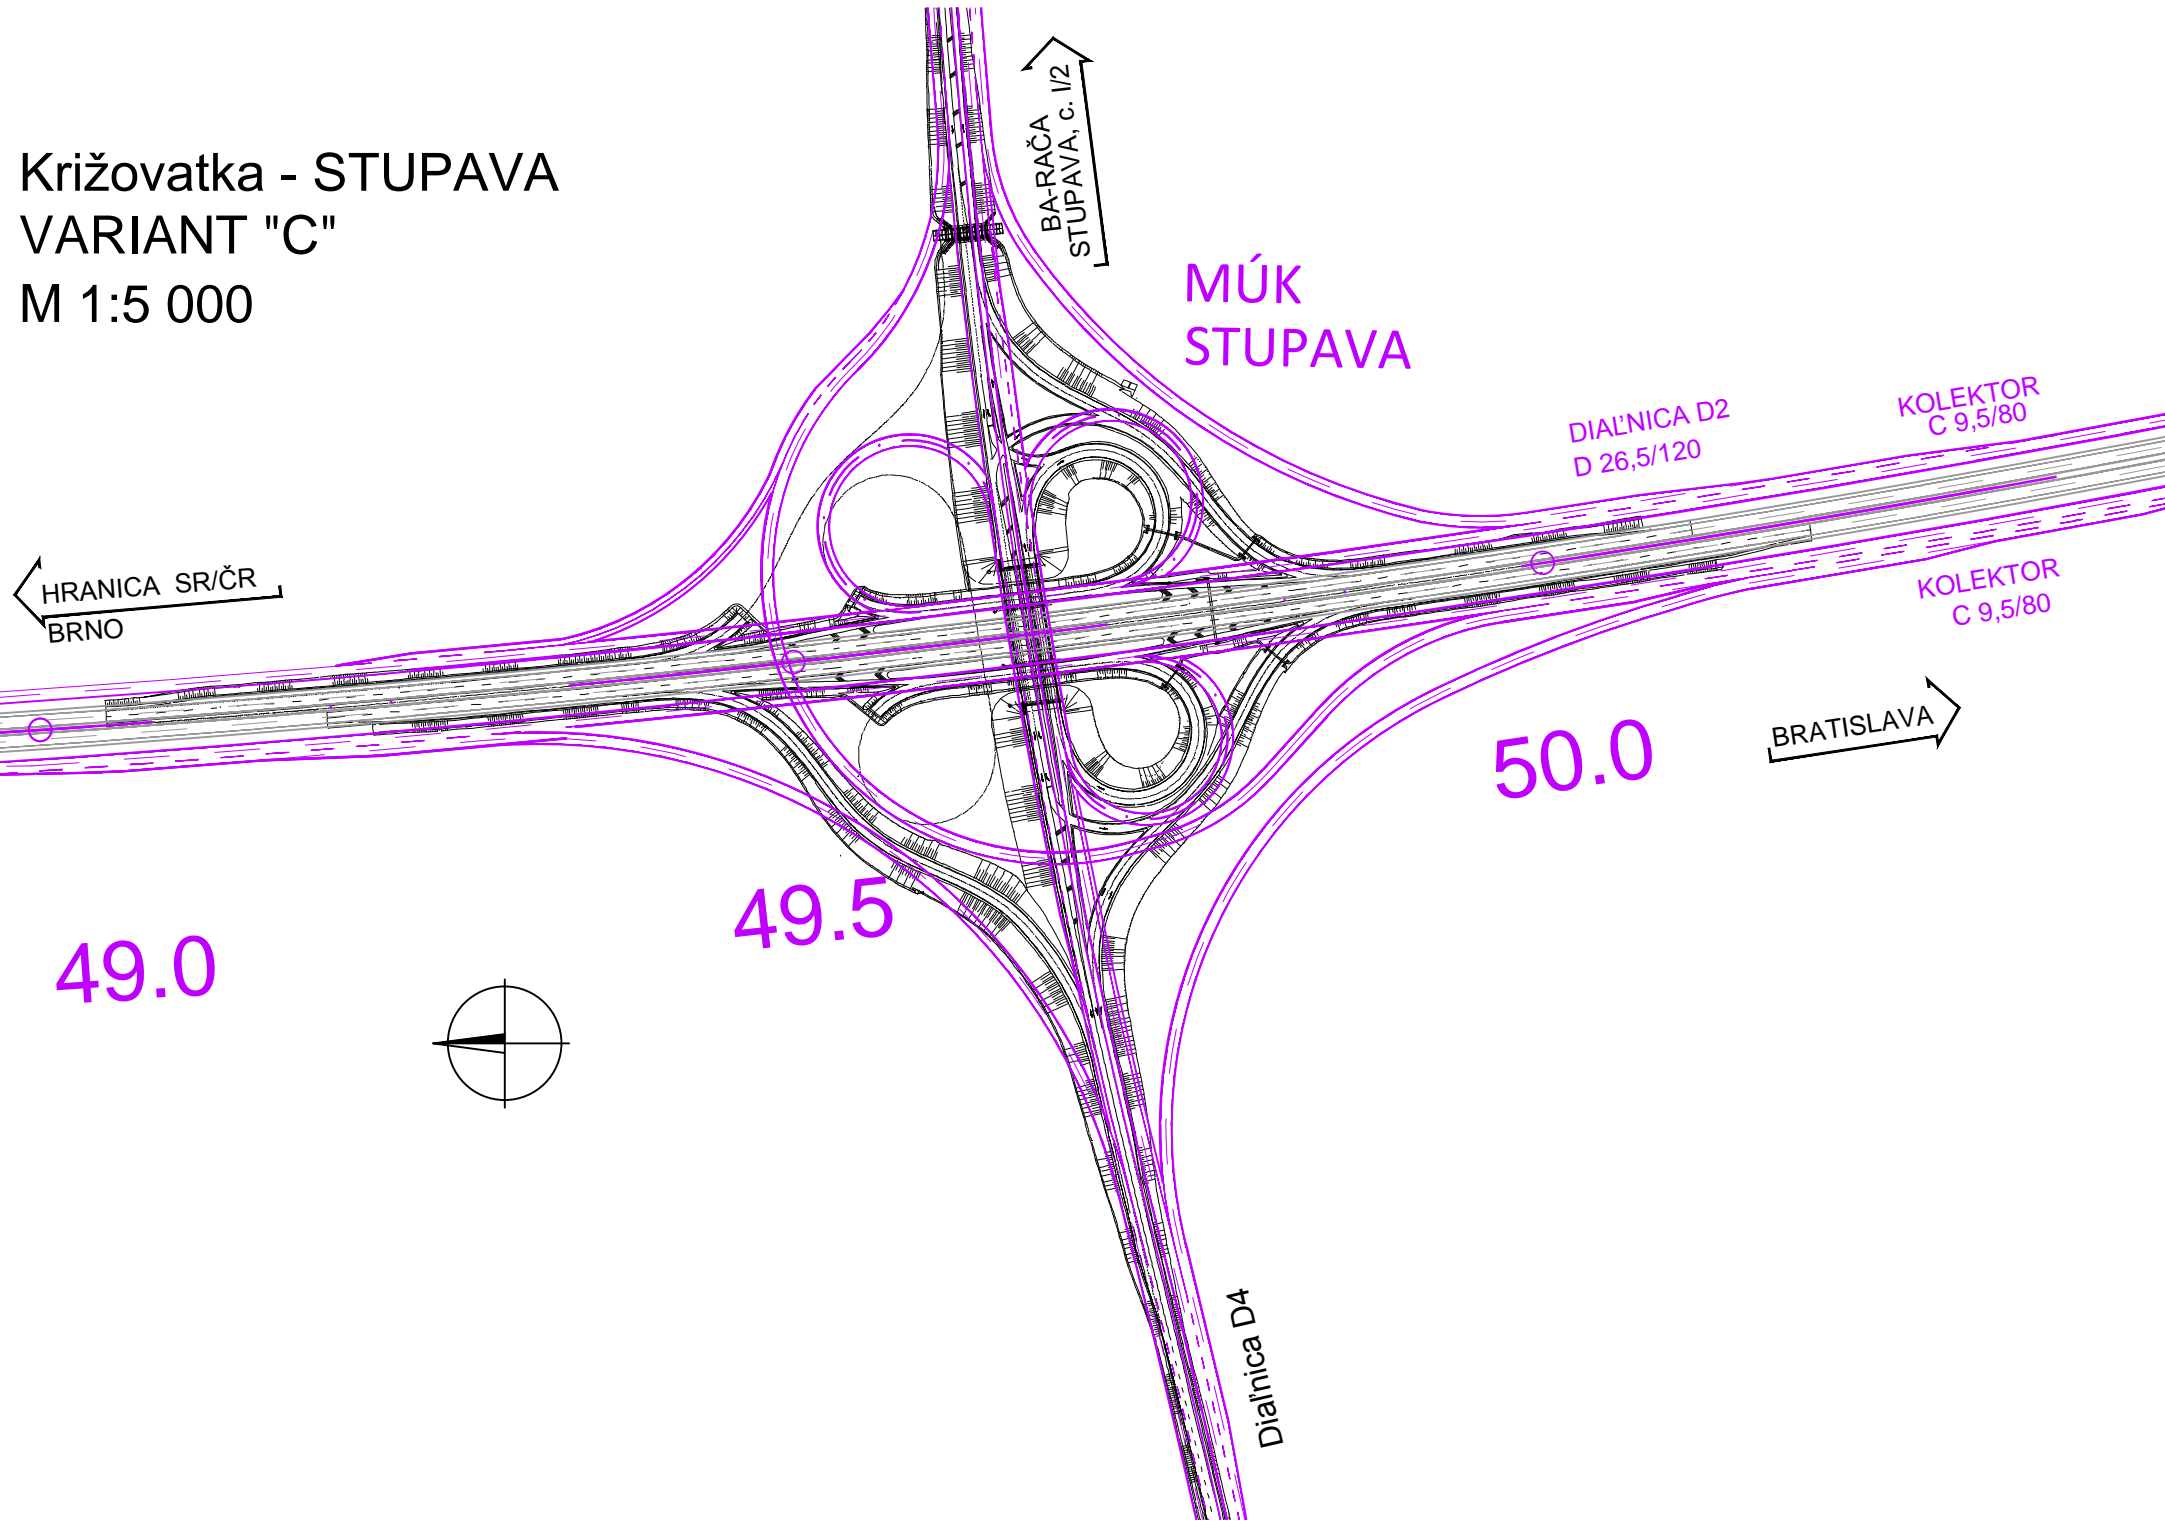 Križovatka - STUPAVA
VARIANT "C"
M 1:5 000
BA-RAČA
STUPAVA, c. I/2
MÚK
STUPAVA
DIAĽNICA D2
D 26,5/120
KOLEKTOR
C 9,5/80
HRANICA SR/ČR
BRNO
KOLEKTOR
C 9,5/80
BRATISLAVA
50.0
49.5
49.0
Diaľnica D4